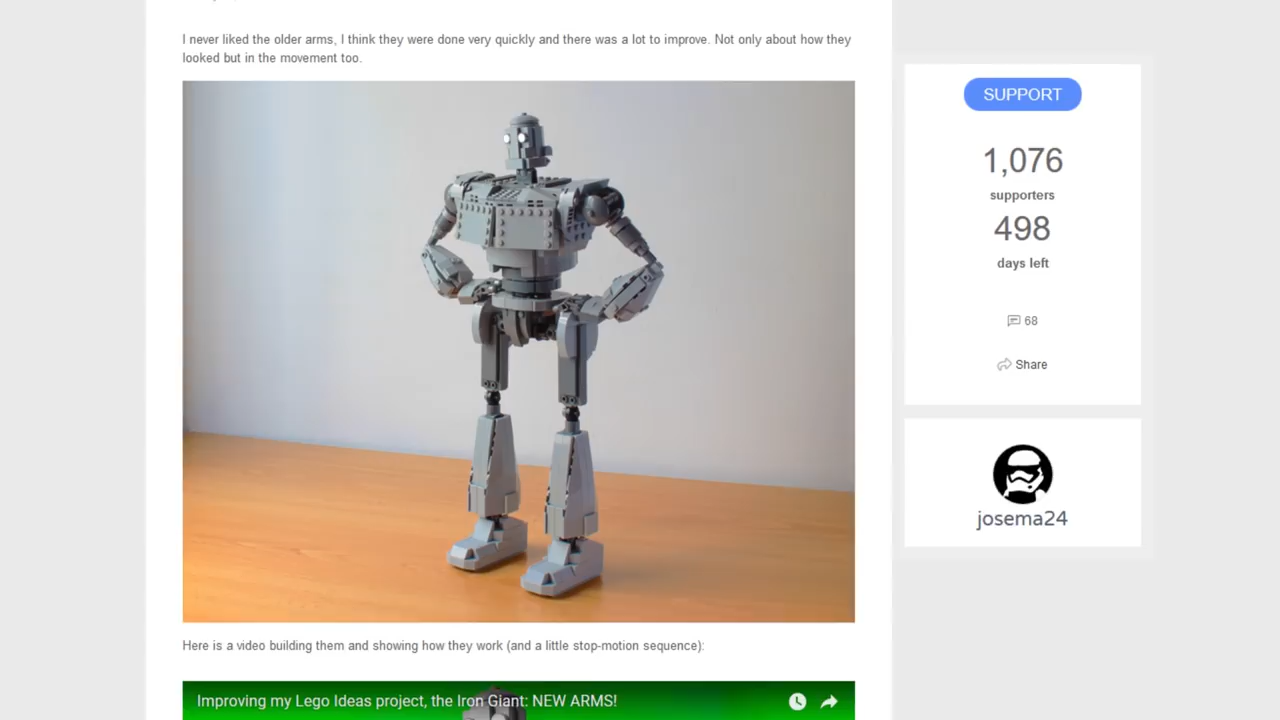 I never liked the older arms, I think they were done very quickly and there was a lot to improve. Not only about how they
looked but in the movement too.
SUPPORT
1,076
supporters
498
days left
68
Share
josema24
Here is a video building them and showing how they work (and a little stop-motion sequence):
Improving my Lego Ideas project, the Iron Giant: NEW ARMS!